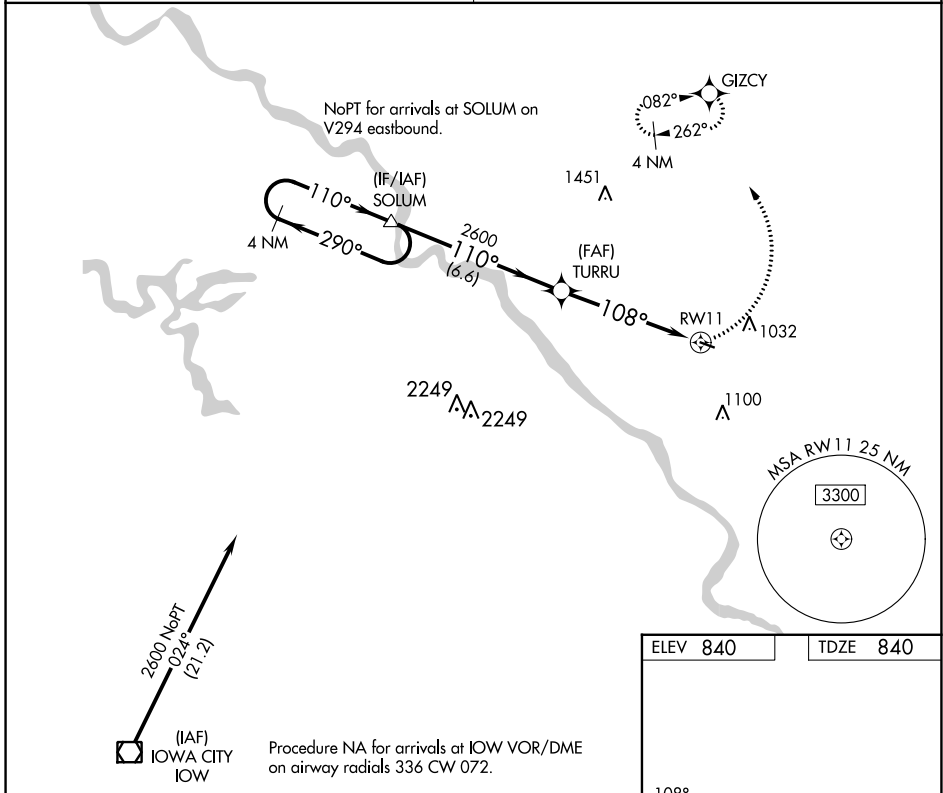 GIZCY
082°
262°
4 NM
NoPT for arrivals at SOLUM on
V294 eastbound.
1451
(IF/IAF)
SOLUM
110°
290°
4 NM
2600
110°
(6.6)
(FAF)
TURRU
108°
RW11
1032
2249
2249
1100
MSA RW11 25 NM
3300
2600 NoPT
024°
(21.2)
(IAF)
IOWA CITY
IOW
Procedure NA for arrivals at IOW VOR/DME
on airway radials 336 CW 072.
ELEV 840
TDZE 840